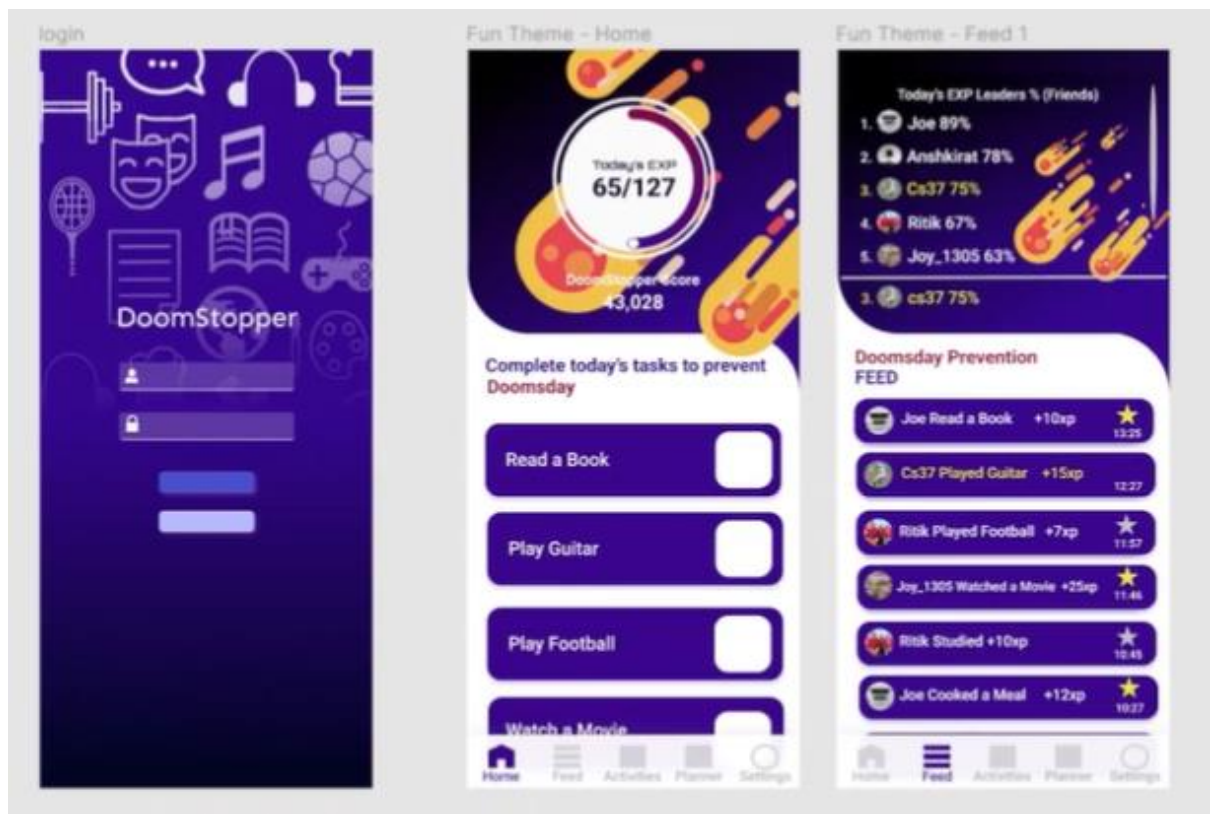 login
DoomStopper
Fun Theme - Home
Today's EXP
65/127
DoomStopper Score
43,028
Complete today's tasks to prevent
Doomsday
Read a Book
Play Guitar
Play Football
Watch a Movie
Home Feed Activities Planner Settings
Fun Theme - Feed 1
Today's EXP Leaders % (Friends)
1. Joe 89%
2. Anshkirat 78%
3. Cs37 75%
4. Ritik 67%
5. Joy_1305 63%
3. cs37 75%
Doomsday Prevention
FEED
Joe Read a Book +10xp
13:25
Cs37 Played Guitar +15xp
12:27
Ritik Played Football +7xp
11:57
Joy_1305 Watched a Movie +25xp
11:46
Ritik Studied +10xp
10:45
Joe Cooked a Meal +12xp
10:27
Home Feed Activities Planner Settings